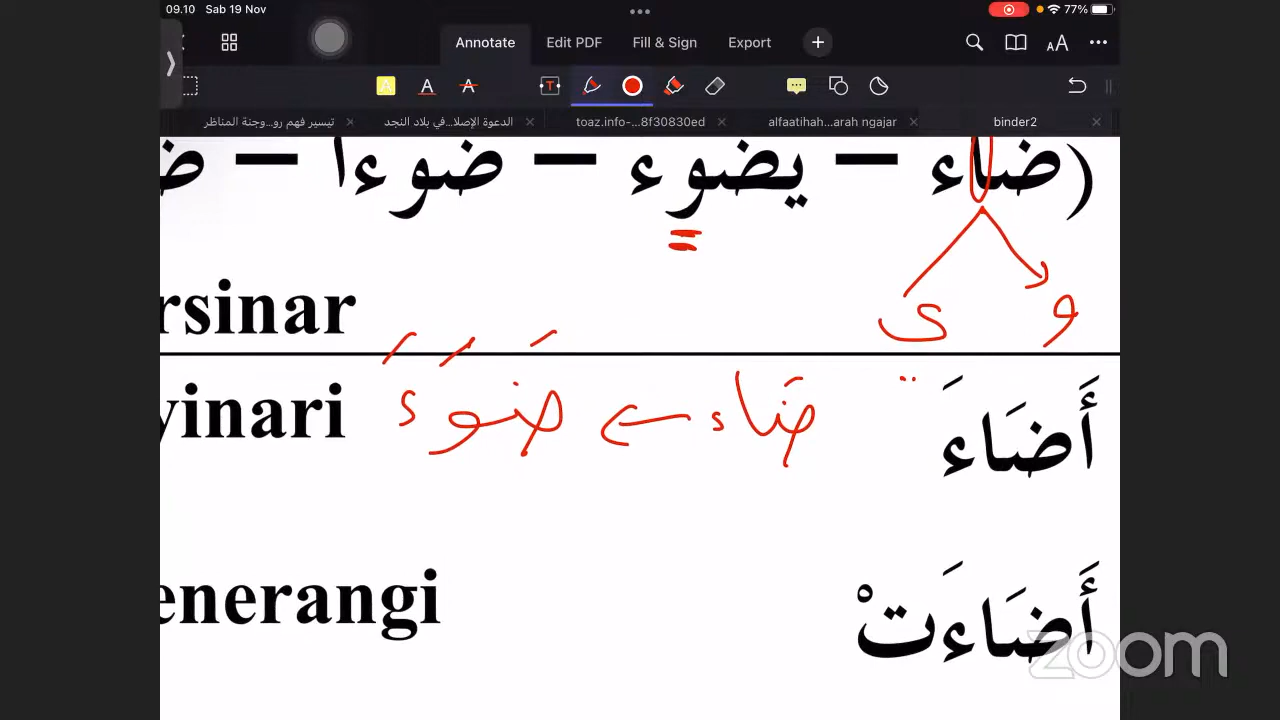 09.10 Sab 19 Nov 77%
Annotate Edit PDF Fill & Sign Export
تيسير فهم رو...وجنة المناظر الدعوة الإصلا...في بلاد النجد toaz.info-...8f30830ed alfaatihah...arah ngajar binder2
(ضاء – يضوء – ضوءا – ض
و ى
rsinar
ضَاء ← ضَوَءَ
أَضَاءَ
yinari
أَضَاءَتْ
enerangi
zoom